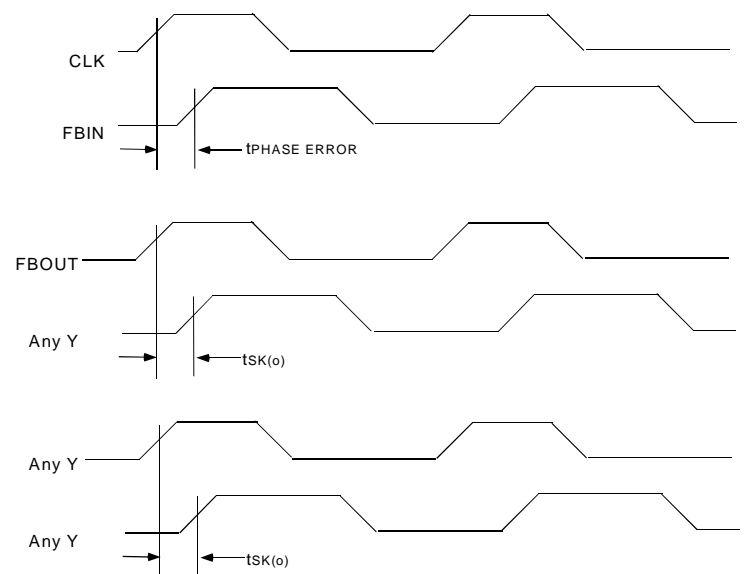 CLK
FBIN
tPHASE ERROR
FBOUT
Any Y
tSK(o)
Any Y
Any Y
tSK(o)